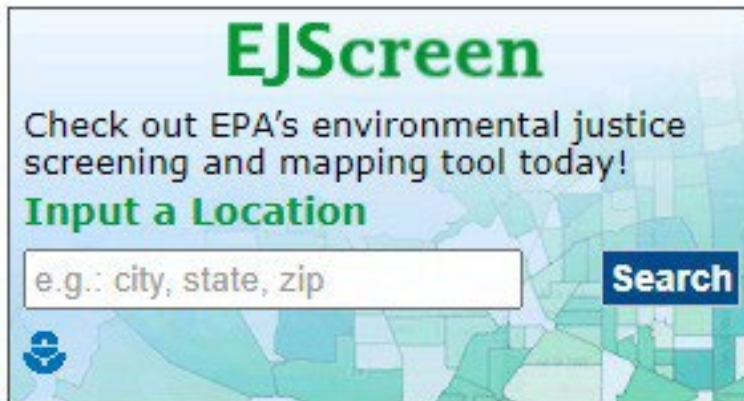 EJScreen
Check out EPA’s environmental justice
screening and mapping tool today!
Input a Location
e.g.: city, state, zip
Search